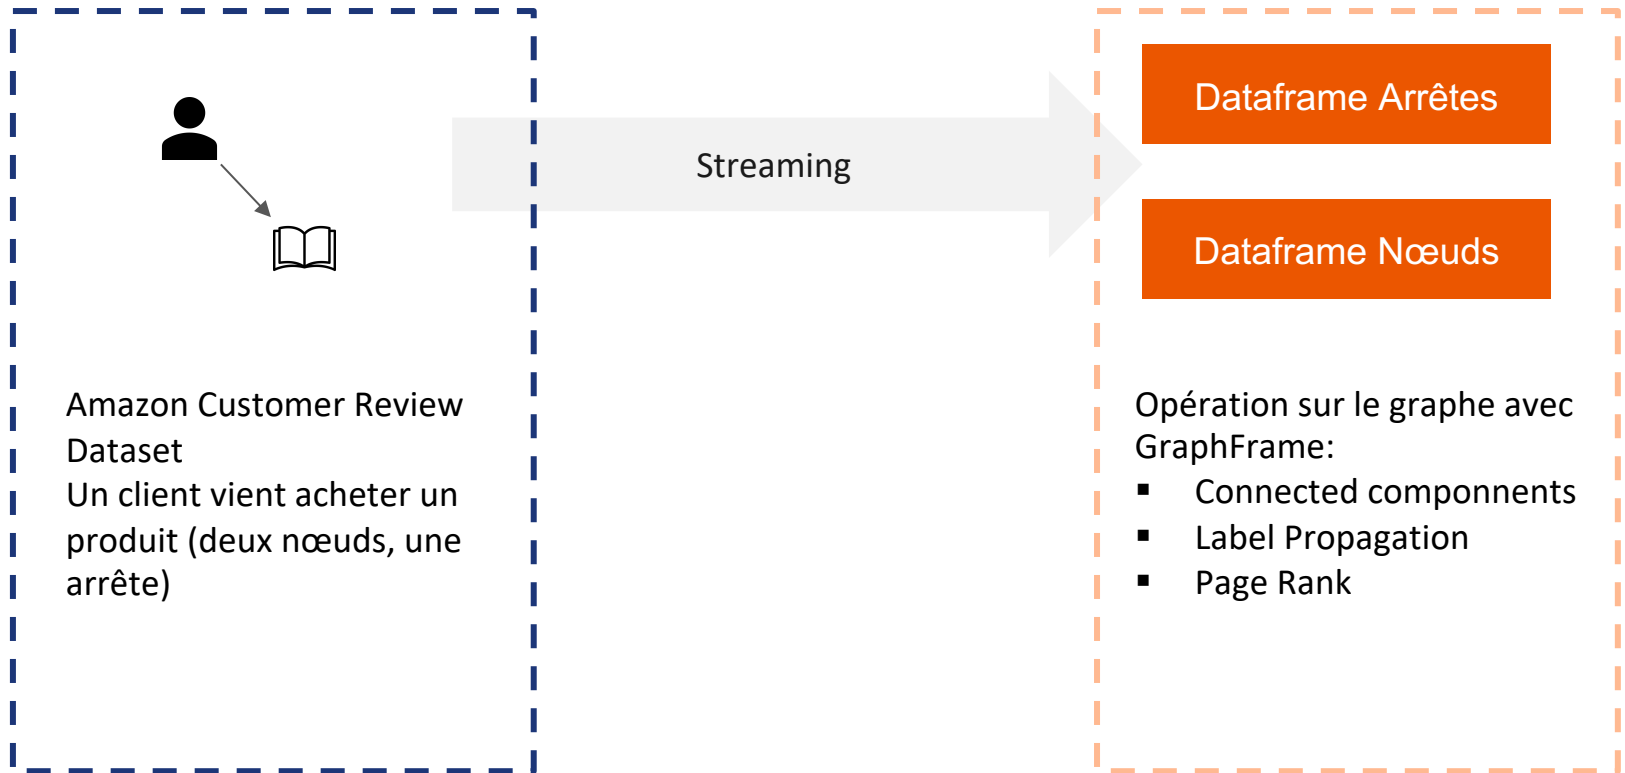 Amazon Customer Review
Dataset
Un client vient acheter un
produit (deux nœuds, une
arrête)
Streaming
Dataframe Arrêtes
Dataframe Nœuds
Opération sur le graphe avec
GraphFrame:
▪ Connected componnents
▪ Label Propagation
▪ Page Rank